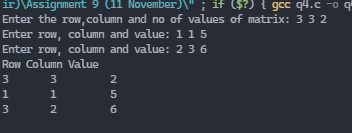 ir)\Assignment 9 (11 November)\" ; if ($?) { gcc q4.c -o q4
Enter the row,column and no of values of matrix: 3 3 2
Enter row, column and value: 1 1 5
Enter row, column and value: 2 3 6
Row Column Value
3 3 2
1 1 5
3 2 6